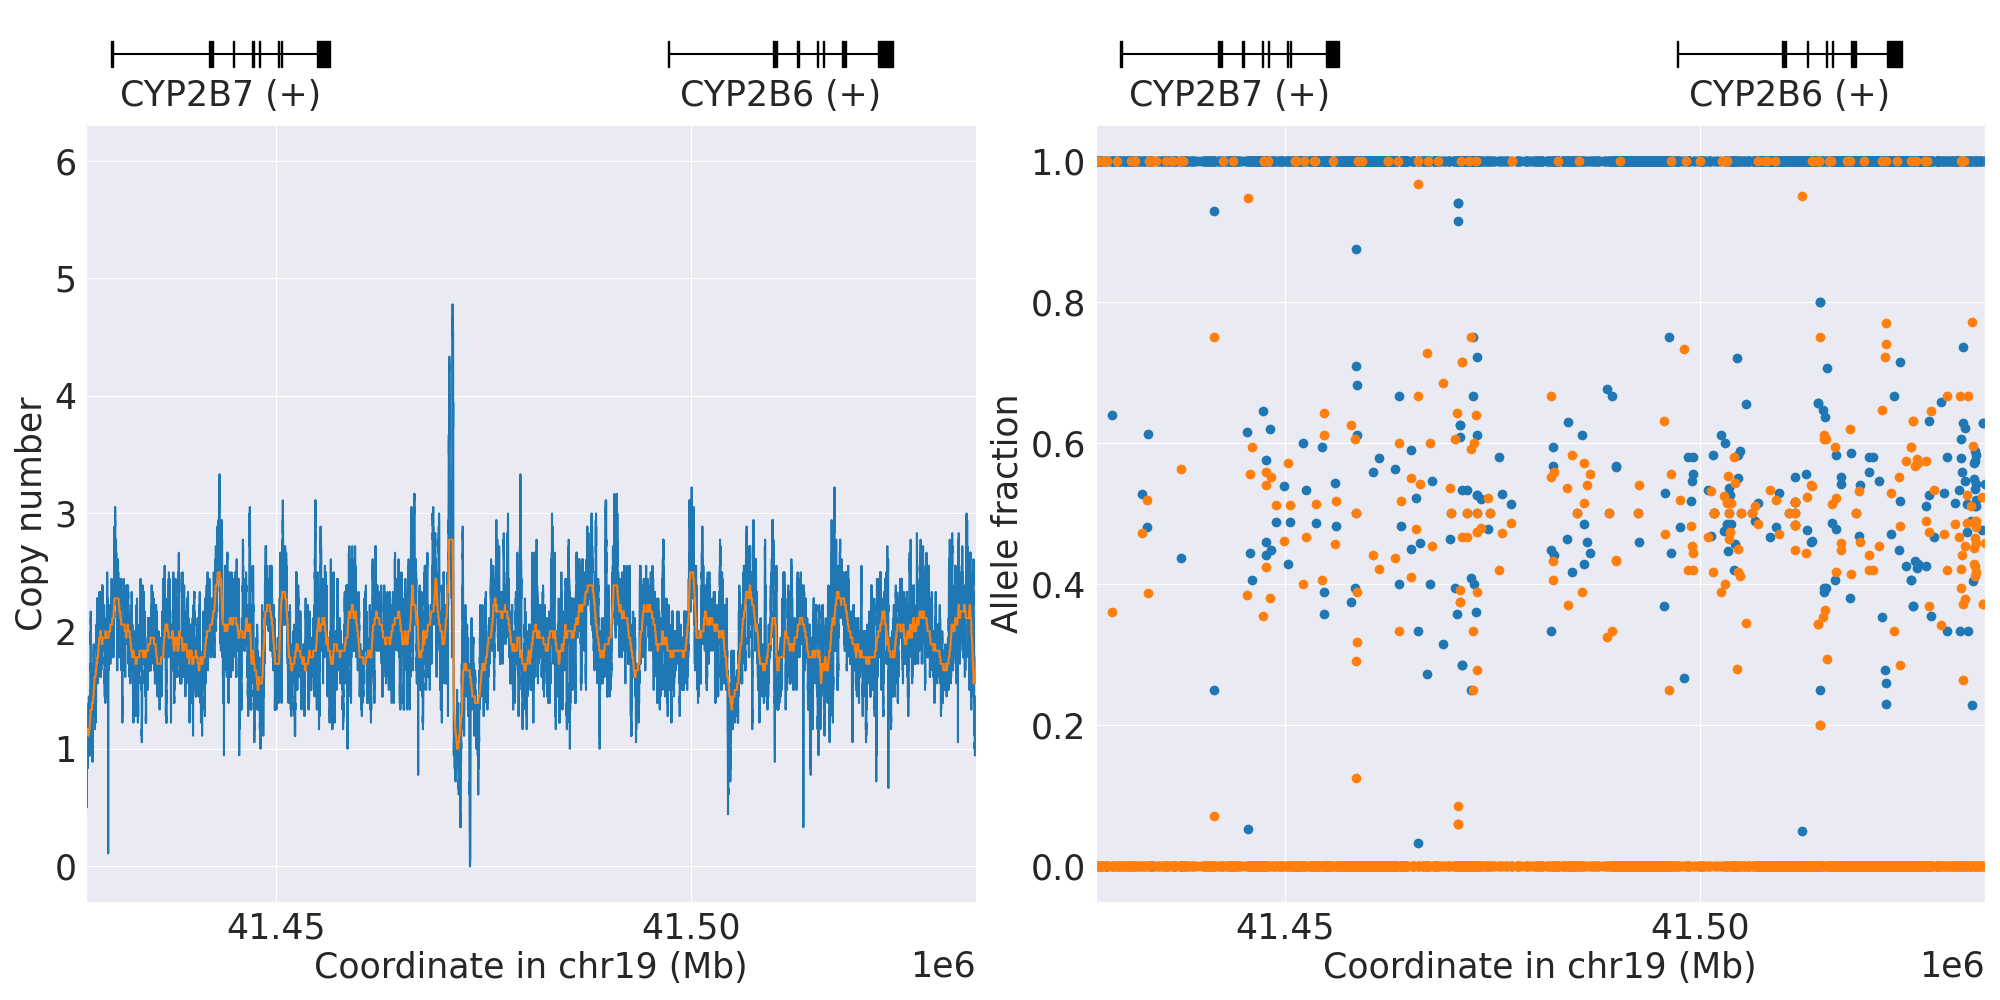 CYP2B7 (+)
CYP2B6 (+)
6
5
4
3
2
1
0
Copy number
41.45
41.50
Coordinate in chr19 (Mb)
1e6
CYP2B7 (+)
CYP2B6 (+)
1.0
0.8
0.6
0.4
0.2
0.0
Allele fraction
41.45
41.50
Coordinate in chr19 (Mb)
1e6